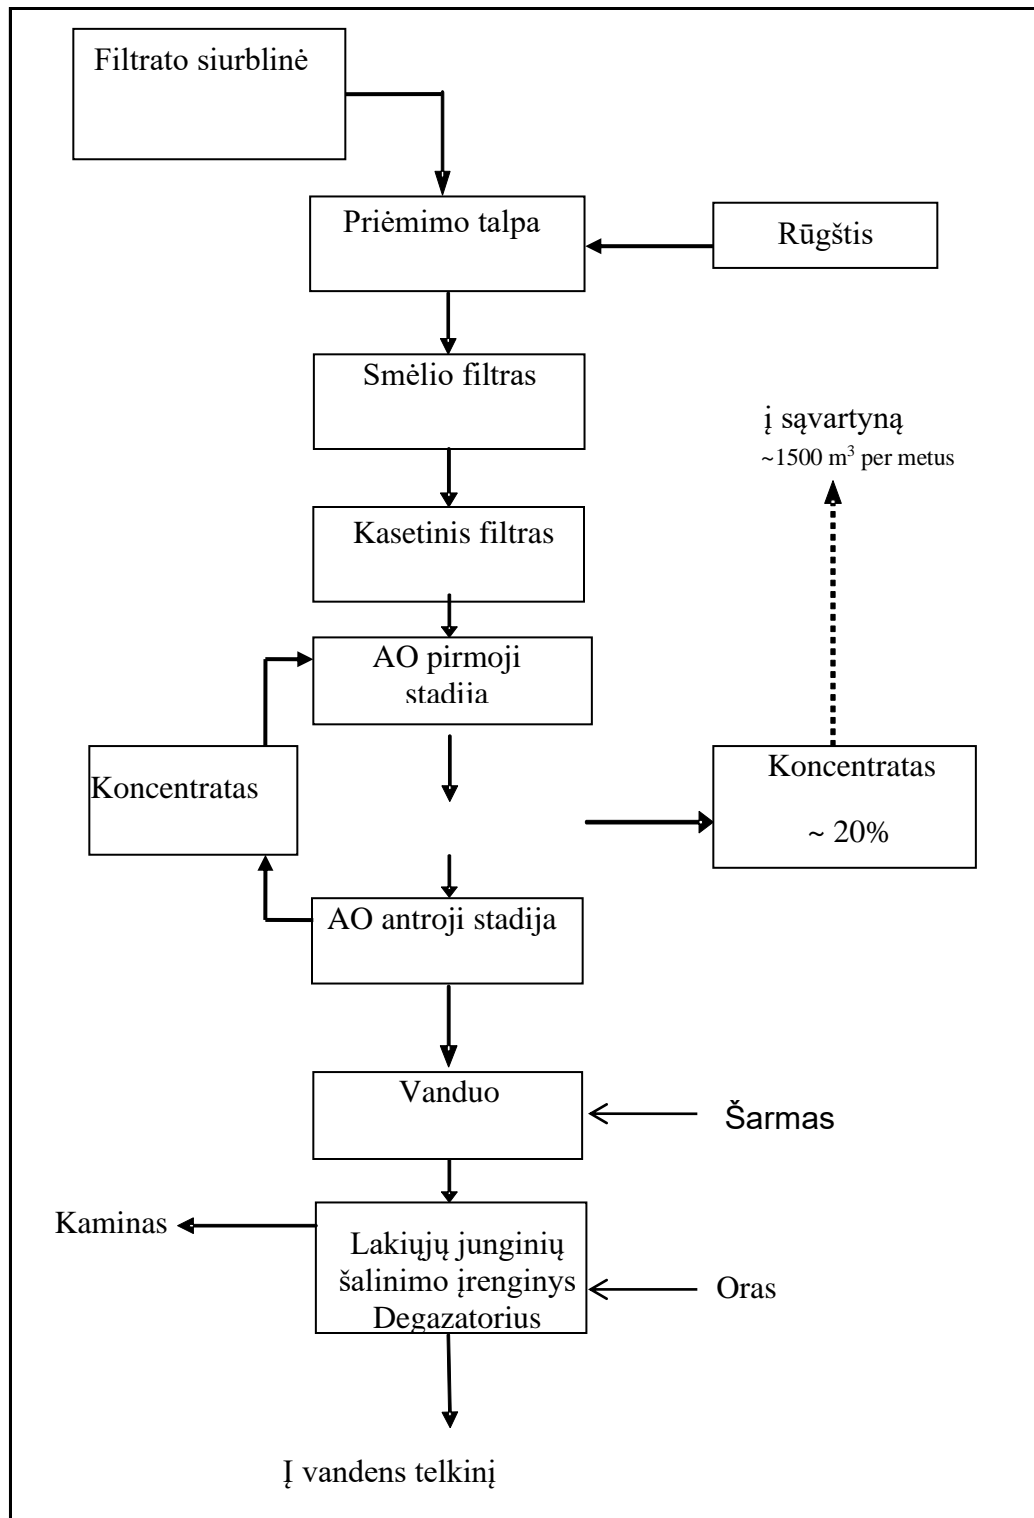 Filtrato siurblinė
Priėmimo talpa
Rūgštis
Smėlio filtras
į sąvartyną
~1500 m³ per metus
Kasetinis filtras
AO pirmoji
stadija
Koncentratas
Koncentratas
~ 20%
AO antroji stadija
Vanduo
Šarmas
Kaminas
Lakiųjų junginių
šalinimo įrenginys
Degazatorius
Oras
Į vandens telkinį